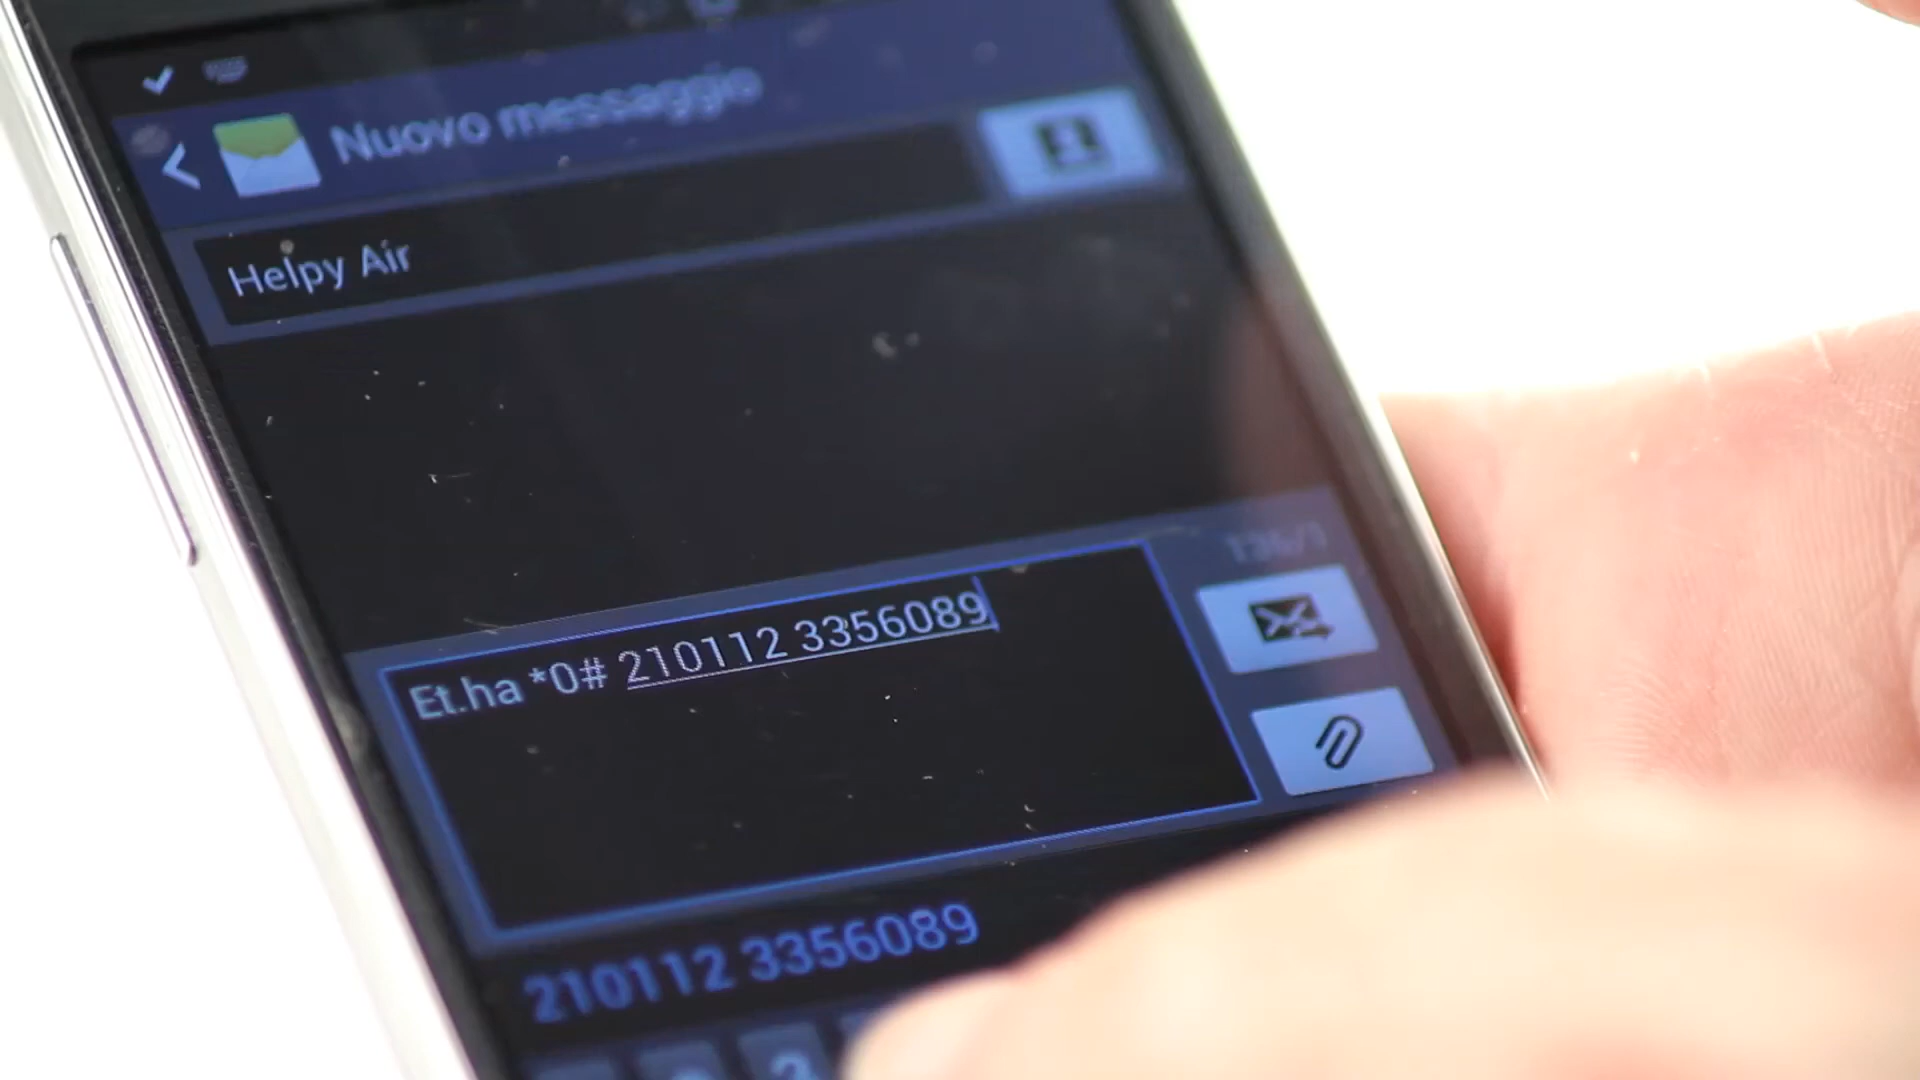 Nuovo messaggio
Helpy Air
Et.ha *0# 210112 3356089
210112 3356089